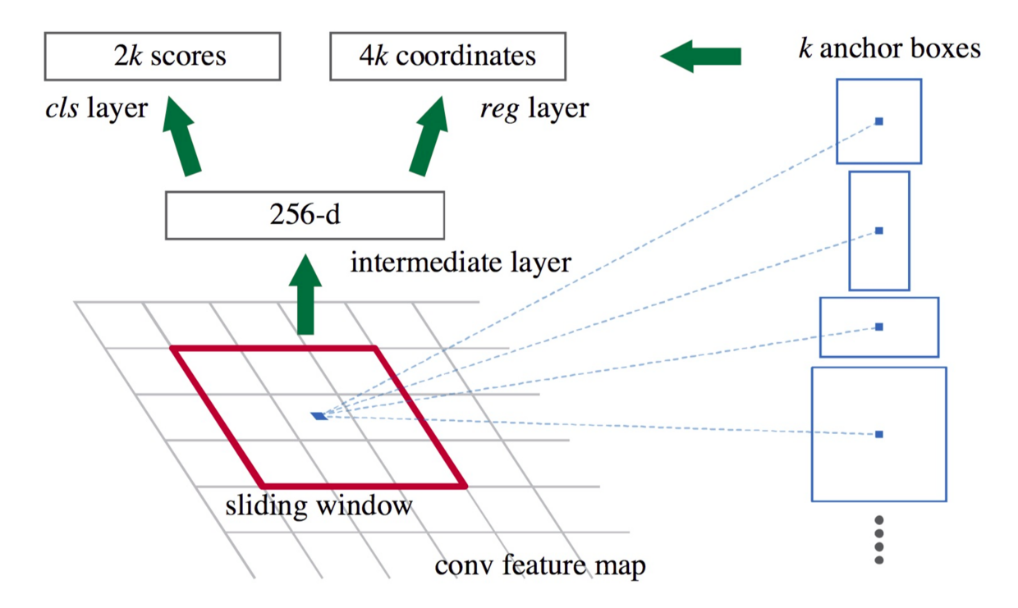 2k scores
4k coordinates
k anchor boxes
cls layer
reg layer
256-d
intermediate layer
sliding window
conv feature map